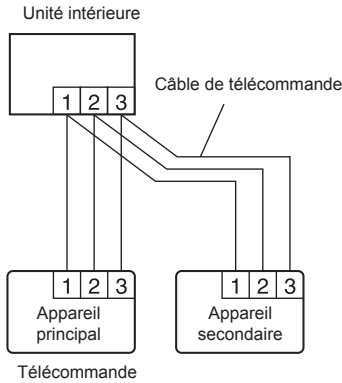 Unité intérieure
1 2 3
Câble de télécommande
1 2 3
Appareil
principal
1 2 3
Appareil
secondaire
Télécommande